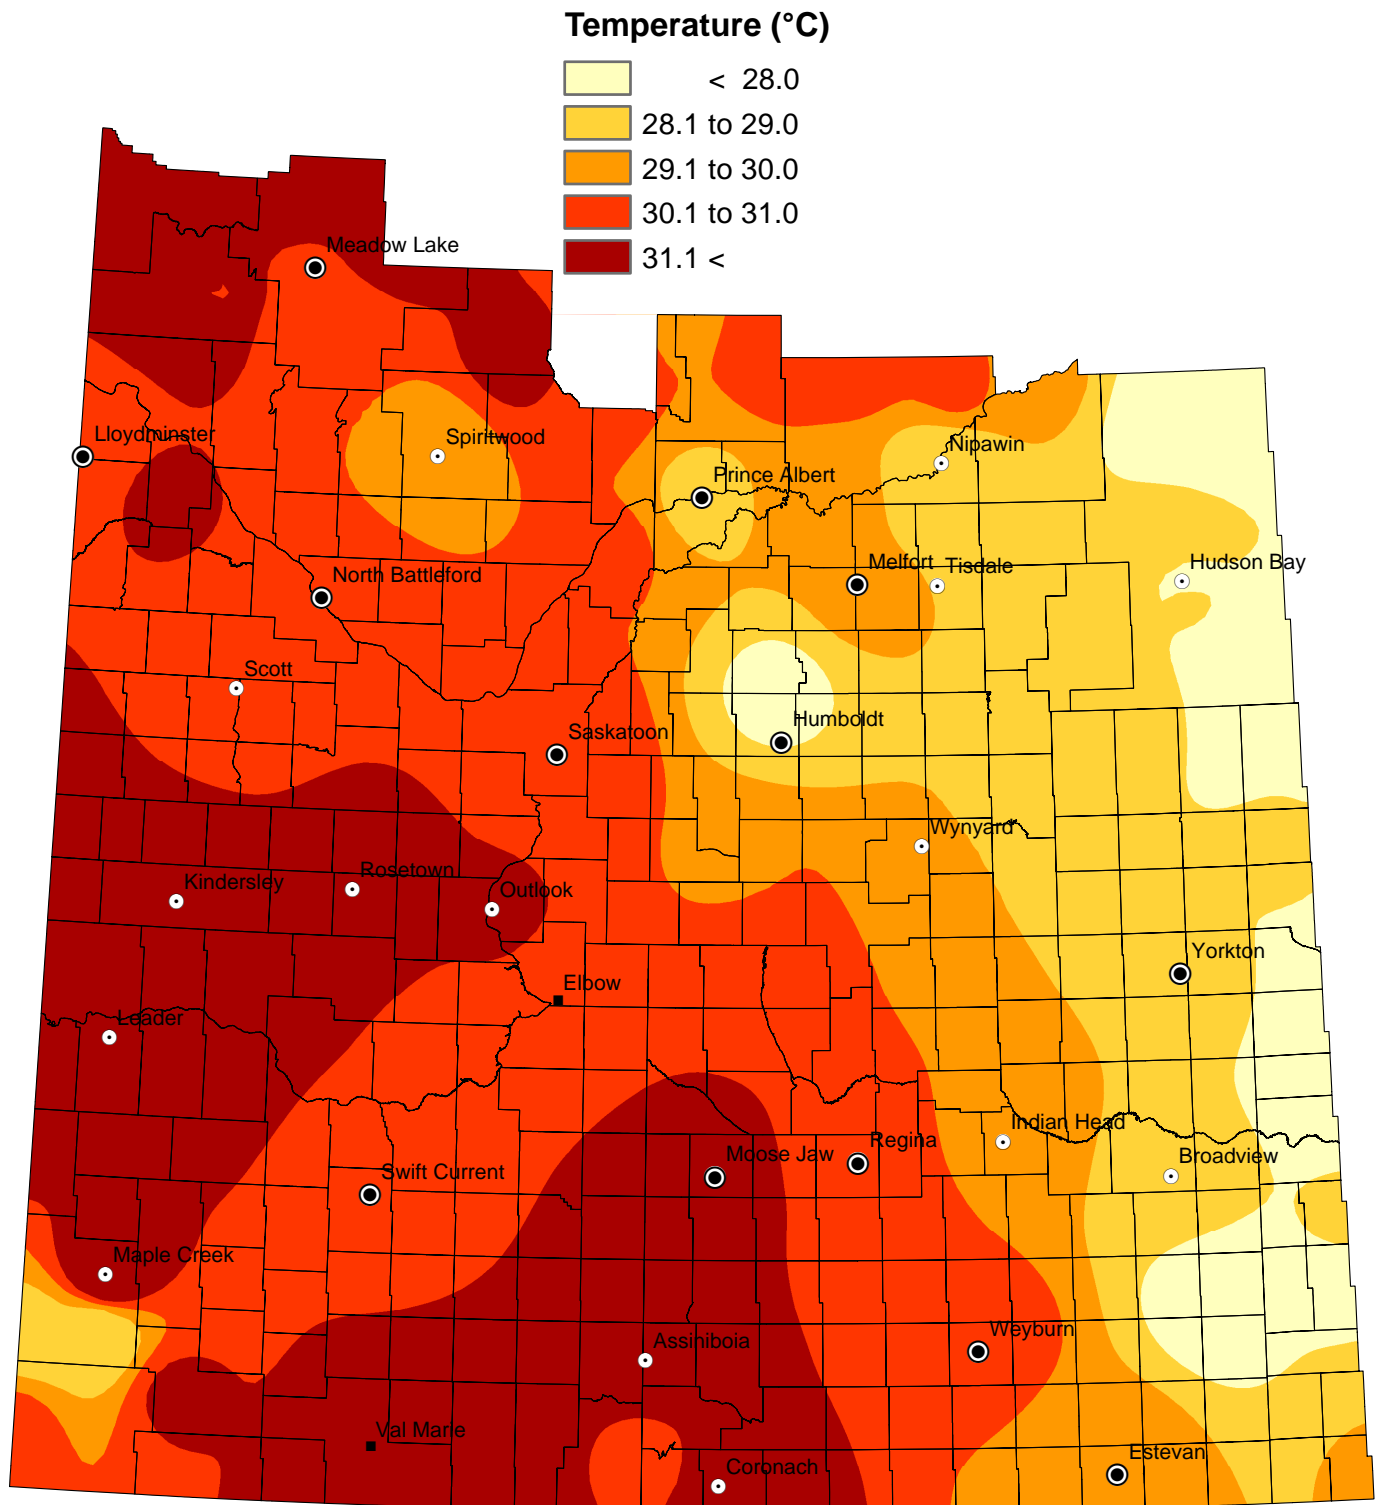 Temperature (°C)
< 28.0
28.1 to 29.0
29.1 to 30.0
30.1 to 31.0
31.1 <
Meadow Lake
Lloydminster
Spiritwood
Nipawin
Prince Albert
Melfort
Tisdale
Hudson Bay
North Battleford
Scott
Saskatoon
Humboldt
Wynyard
Kindersley
Rosetown
Outlook
Yorkton
Elbow
Leader
Indian Head
Regina
Moose Jaw
Broadview
Swift Current
Maple Creek
Weyburn
Assiniboia
Val Marie
Estevan
Coronach